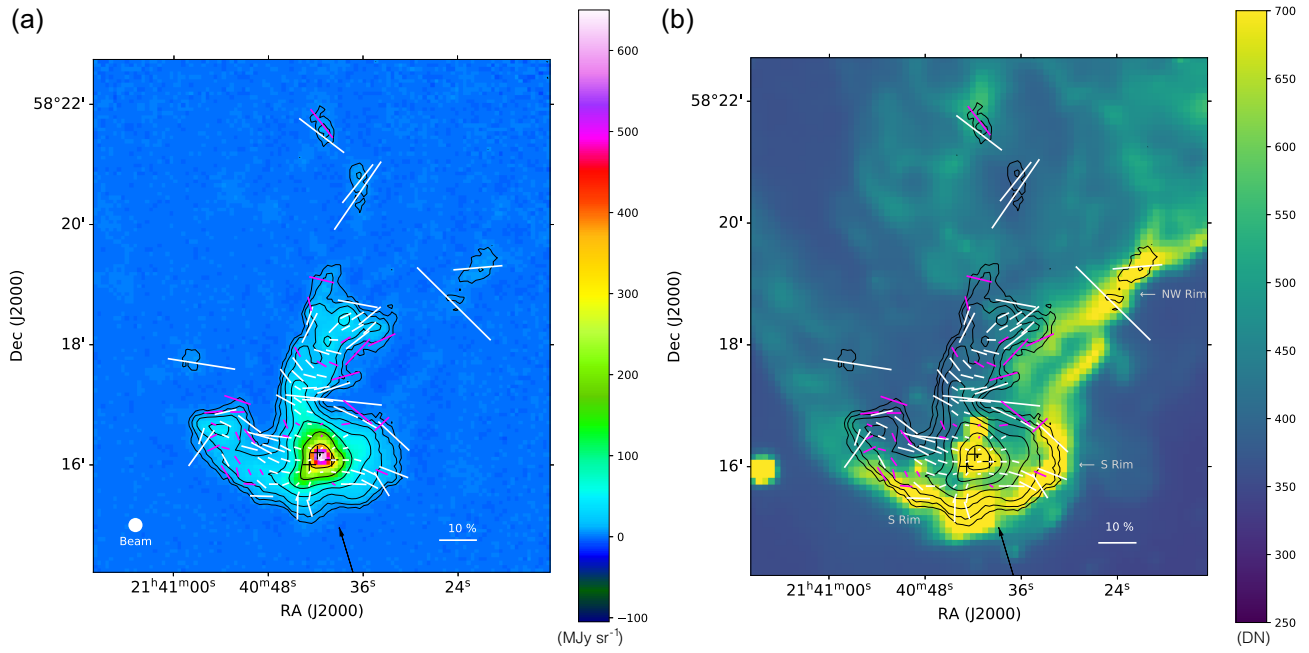 (a)
(b)
58°22'
20'
18'
16'
Dec (J2000)
Beam
10 %
21ʰ41ᵐ00ˢ
40ᵐ48ˢ
36ˢ
24ˢ
RA (J2000)
600
500
400
300
200
100
0
−100
(MJy sr⁻¹)
58°22'
20'
18'
16'
Dec (J2000)
← NW Rim
← S Rim
S Rim
10 %
21ʰ41ᵐ00ˢ
40ᵐ48ˢ
36ˢ
24ˢ
RA (J2000)
700
650
600
550
500
450
400
350
300
250
(DN)